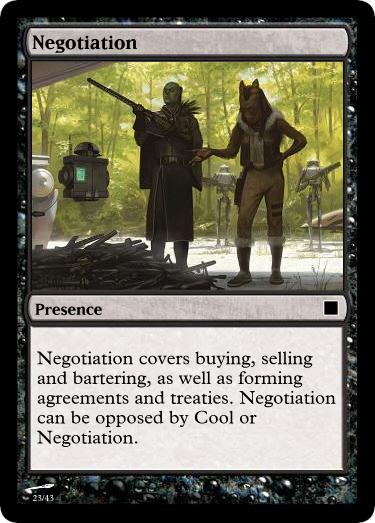 Negotiation
Presence
Negotiation covers buying, selling
and bartering, as well as forming
agreements and treaties. Negotiation
can be opposed by Cool or
Negotiation.
23/43